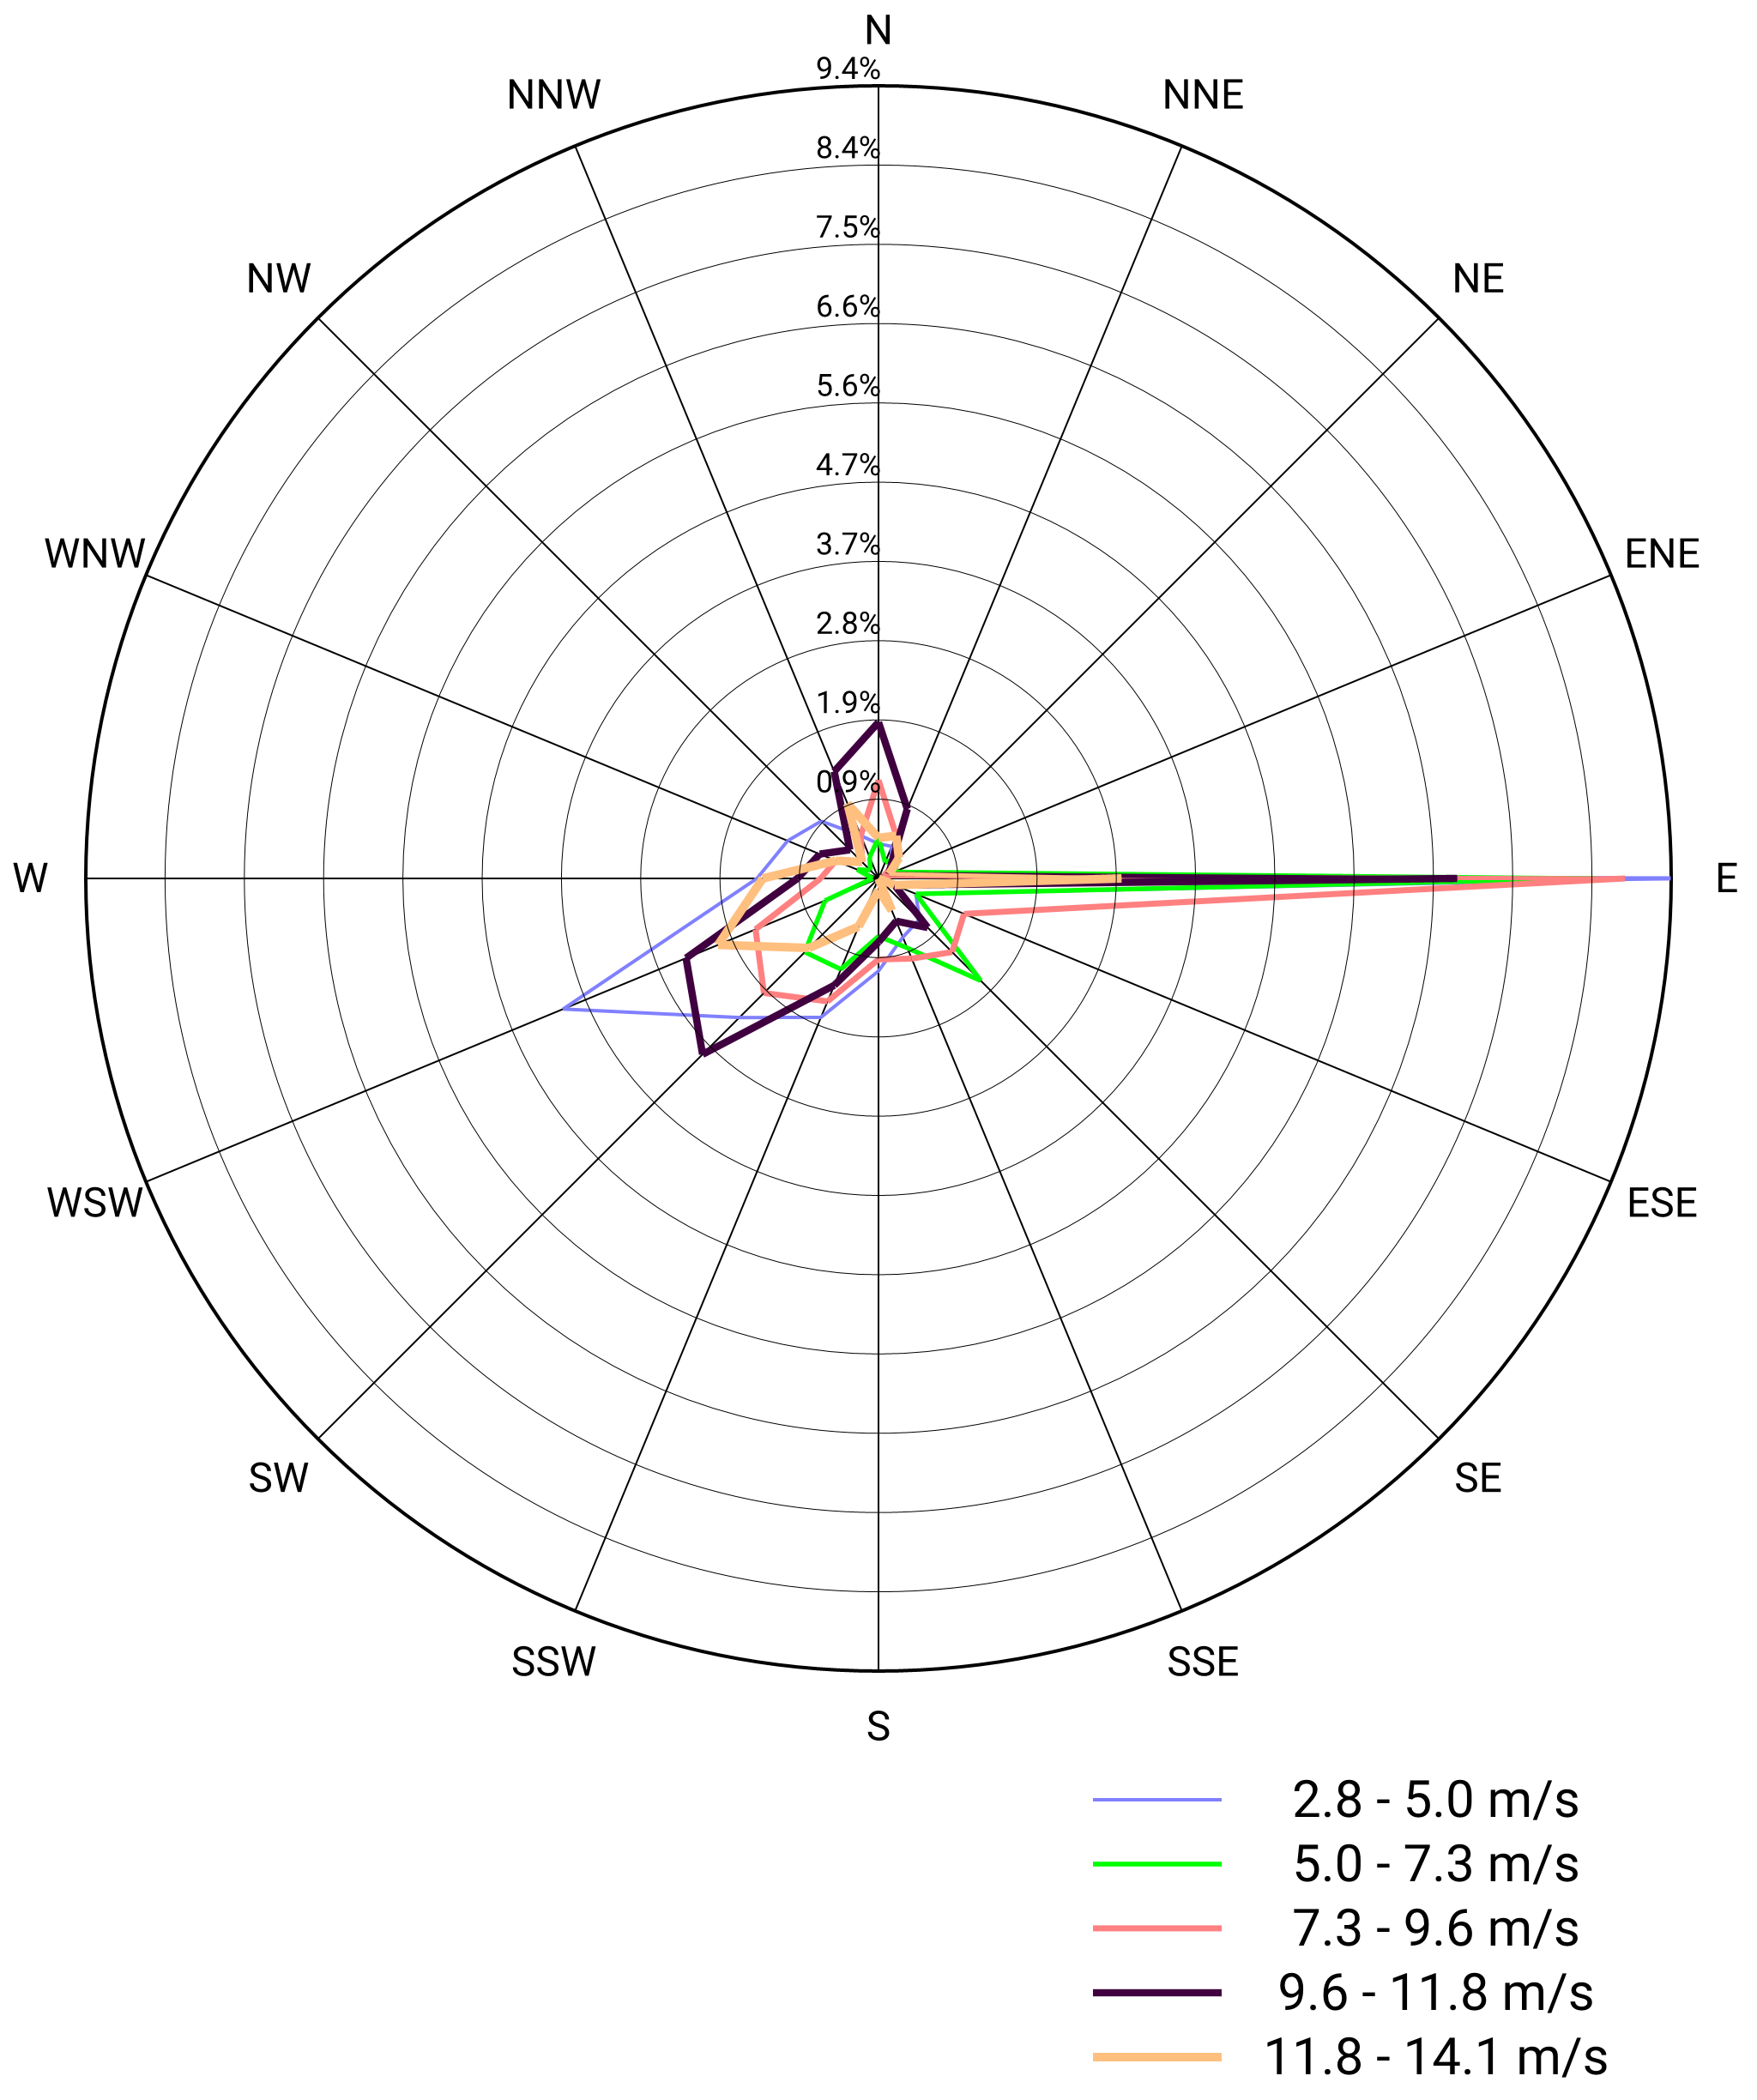 N
9.4%
NNW
NNE
8.4%
7.5%
NW
NE
6.6%
5.6%
4.7%
WNW
ENE
3.7%
2.8%
1.9%
0.9%
W
E
WSW
ESE
SW
SE
SSW
SSE
S
2.8 - 5.0 m/s
5.0 - 7.3 m/s
7.3 - 9.6 m/s
9.6 - 11.8 m/s
11.8 - 14.1 m/s